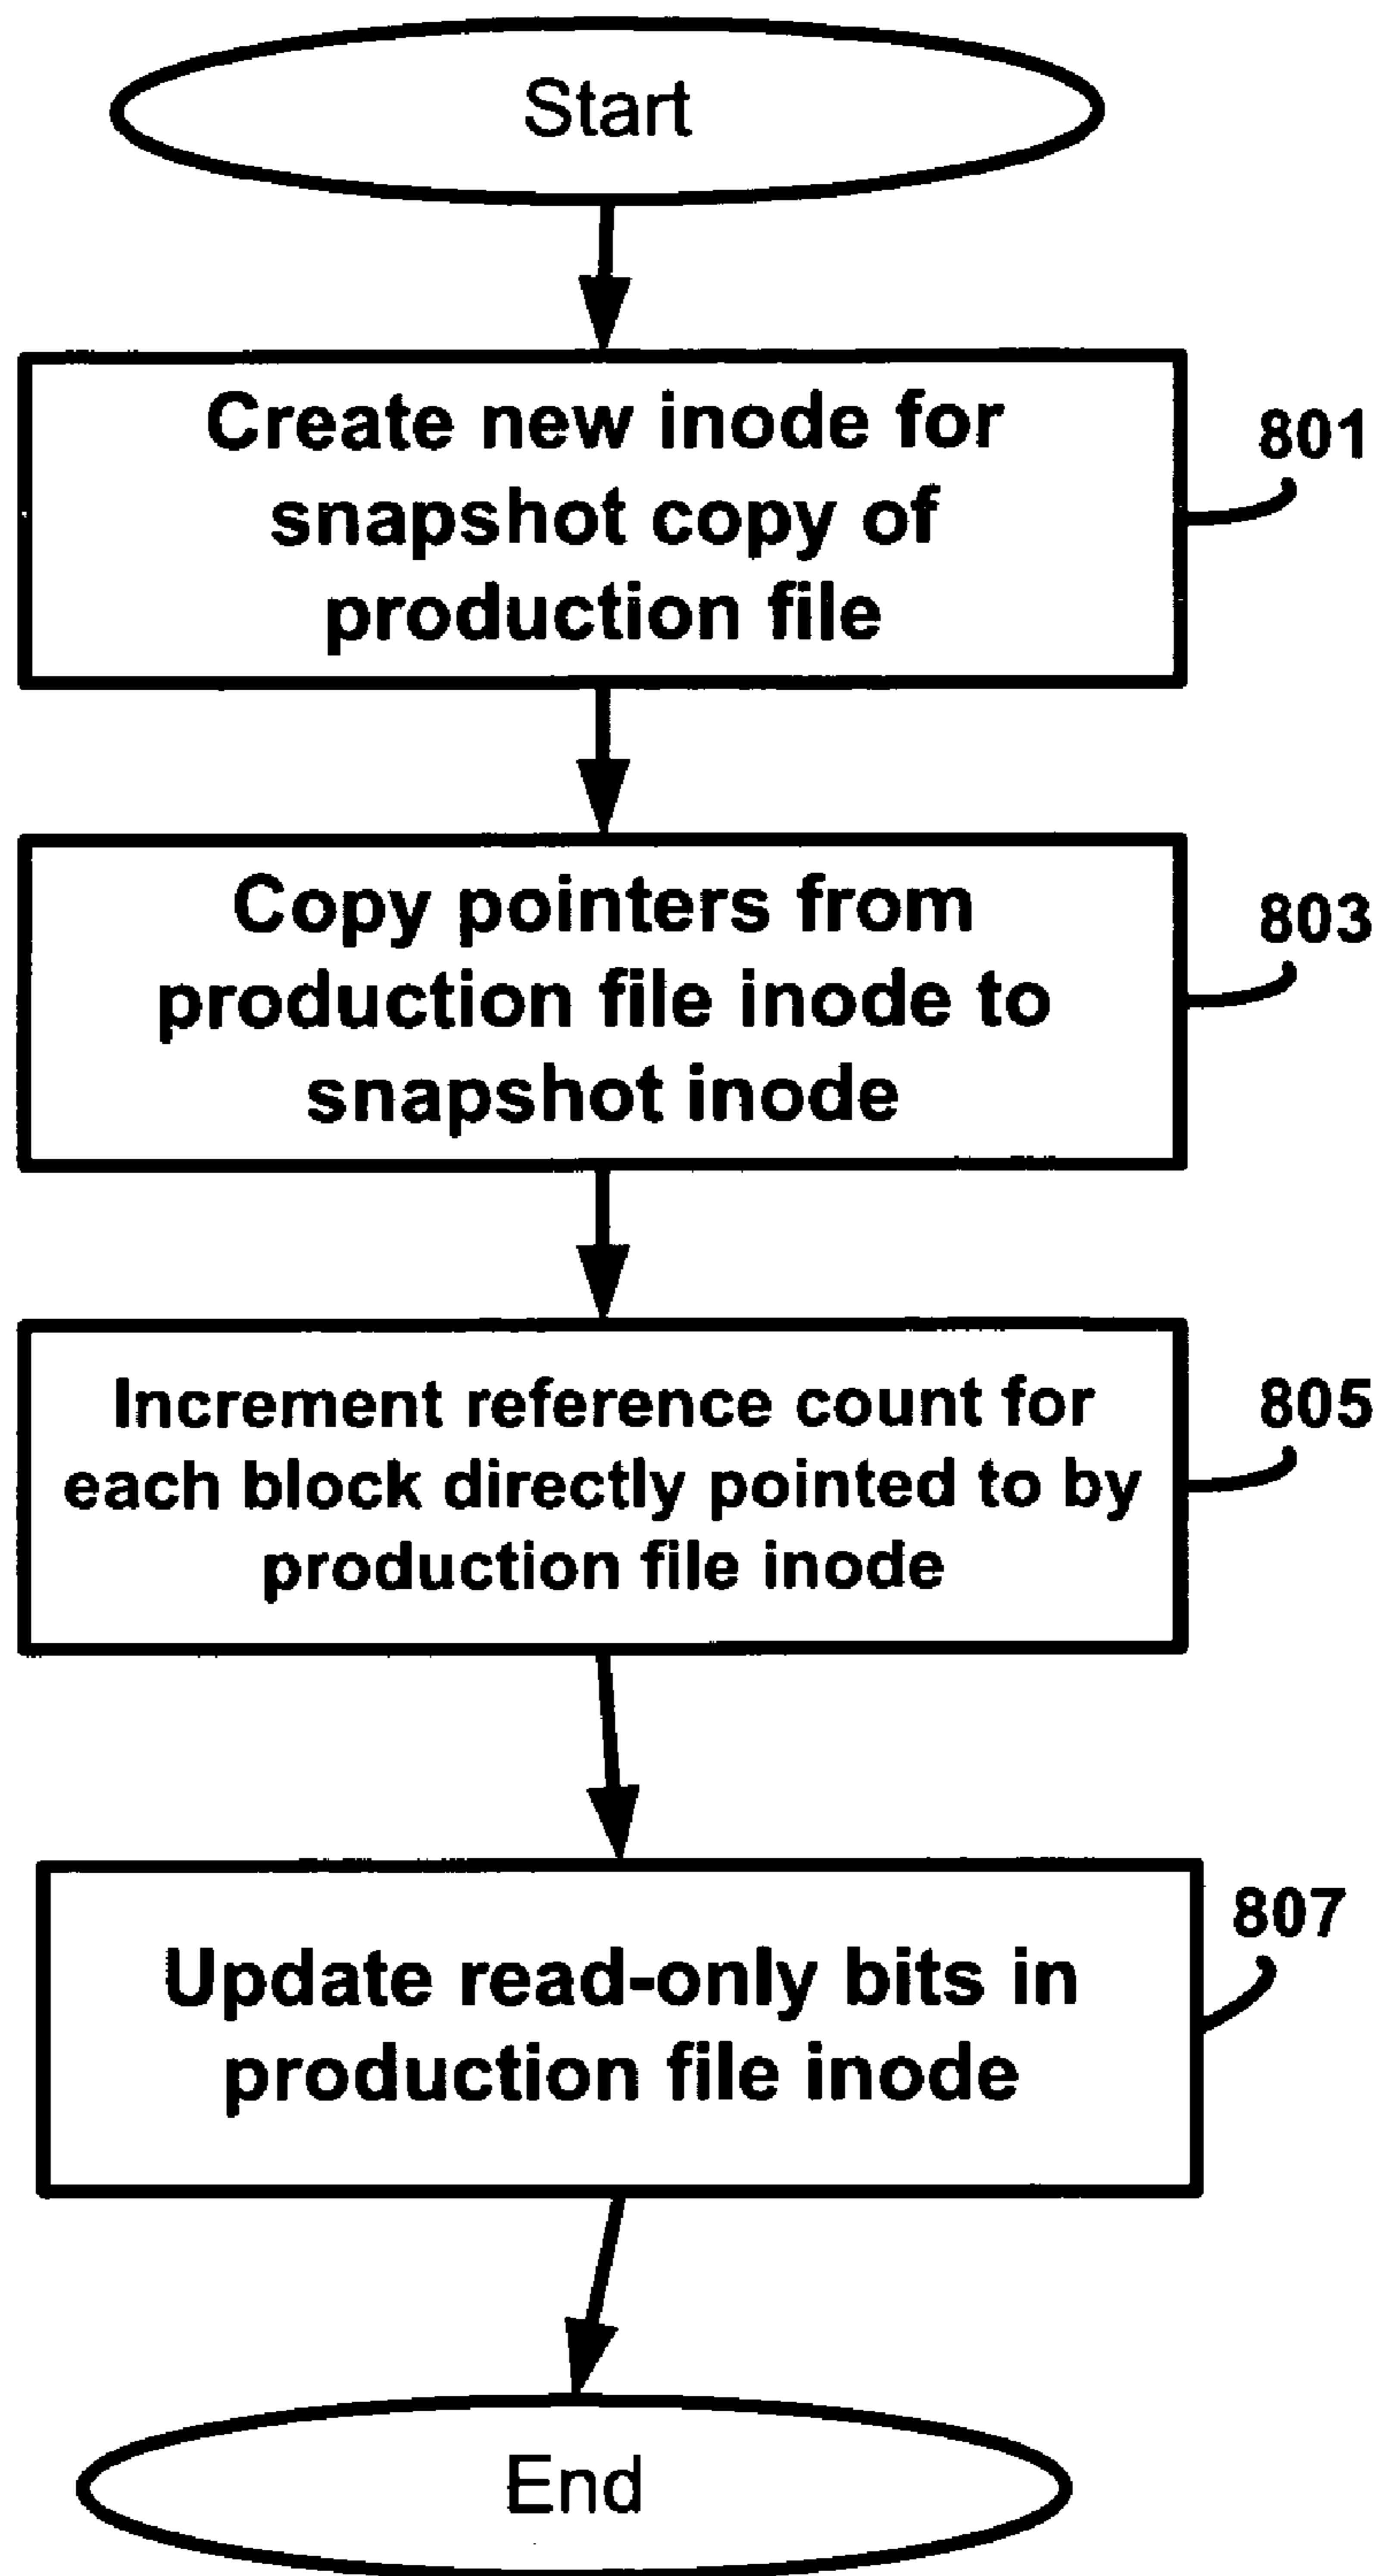 Start
Create new inode for
snapshot copy of
production file
801
Copy pointers from
production file inode to
snapshot inode
803
Increment reference count for
each block directly pointed to by
production file inode
805
Update read-only bits in
production file inode
807
End